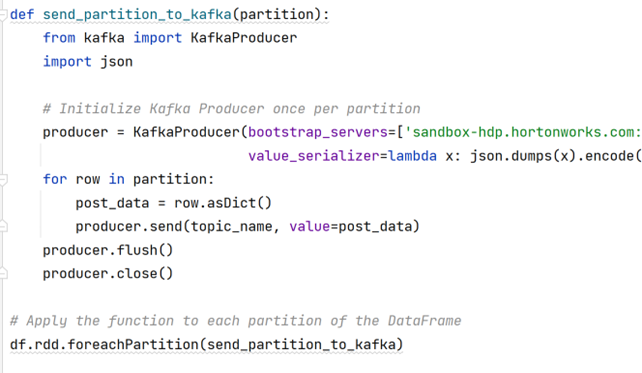 def send_partition_to_kafka(partition):
    from kafka import KafkaProducer
    import json

    # Initialize Kafka Producer once per partition
    producer = KafkaProducer(bootstrap_servers=['sandbox-hdp.hortonworks.com:
                             value_serializer=lambda x: json.dumps(x).encode(
    for row in partition:
        post_data = row.asDict()
        producer.send(topic_name, value=post_data)
    producer.flush()
    producer.close()

# Apply the function to each partition of the DataFrame
df.rdd.foreachPartition(send_partition_to_kafka)